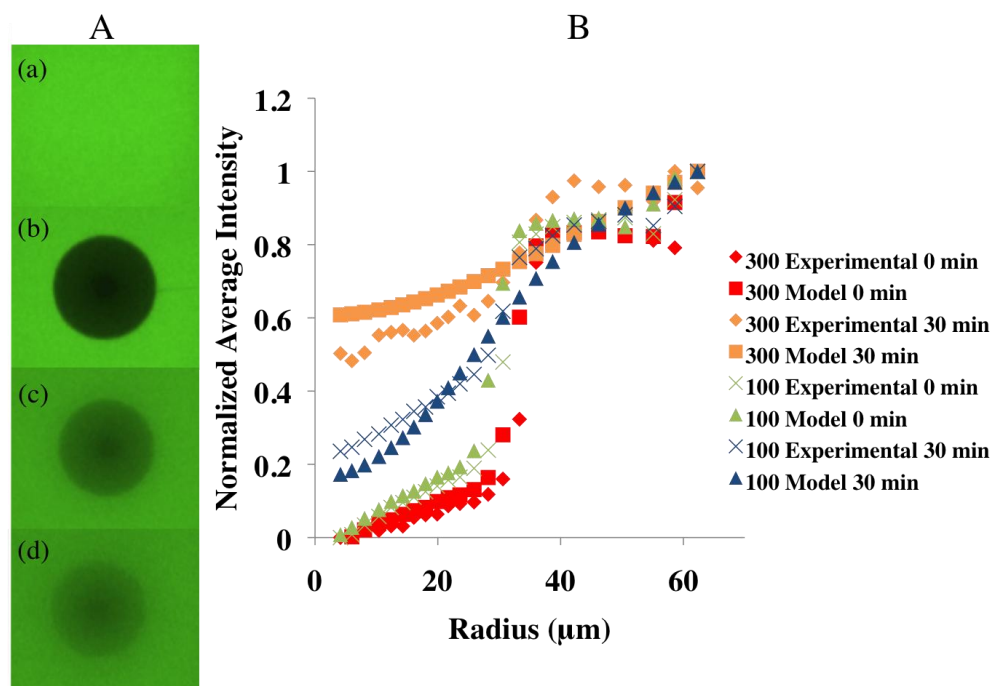 A
B
(a)
(b)
(c)
(d)
Normalized Average Intensity
1.2
1
0.8
0.6
0.4
0.2
0
0 20 40 60
Radius (µm)
300 Experimental 0 min
300 Model 0 min
300 Experimental 30 min
300 Model 30 min
100 Experimental 0 min
100 Model 0 min
100 Experimental 30 min
100 Model 30 min